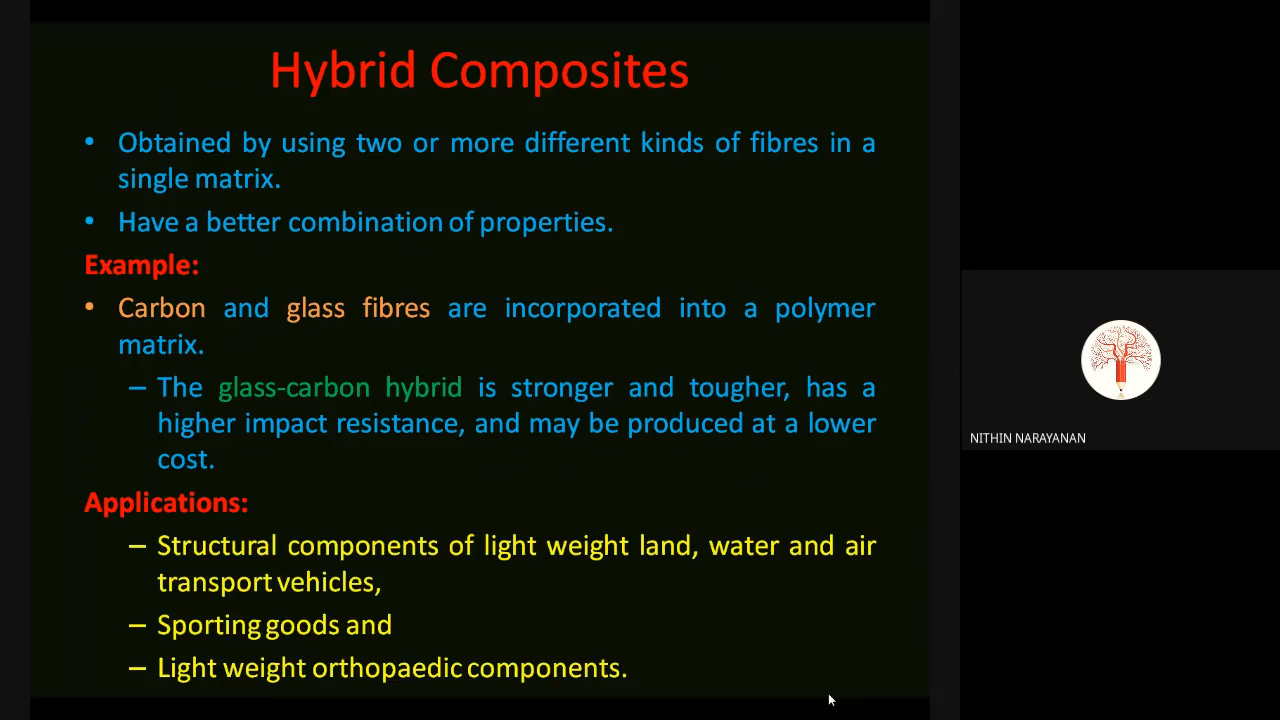 Hybrid Composites
• Obtained by using two or more different kinds of fibres in a
single matrix.
• Have a better combination of properties.
Example:
• Carbon and glass fibres are incorporated into a polymer
matrix.
– The glass-carbon hybrid is stronger and tougher, has a
higher impact resistance, and may be produced at a lower
cost.
Applications:
– Structural components of light weight land, water and air
transport vehicles,
– Sporting goods and
– Light weight orthopaedic components.
NITHIN NARAYANAN